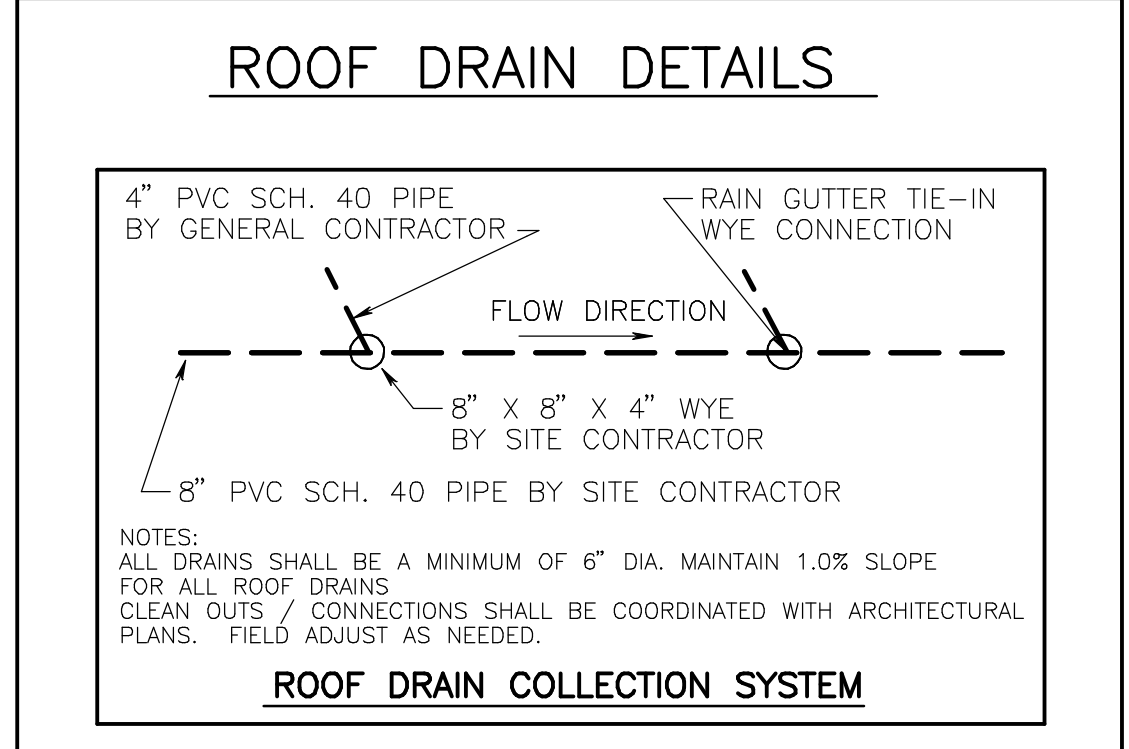 ROOF DRAIN DETAILS
4" PVC SCH. 40 PIPE
BY GENERAL CONTRACTOR
RAIN GUTTER TIE-IN
WYE CONNECTION
FLOW DIRECTION
8" X 8" X 4" WYE
BY SITE CONTRACTOR
8" PVC SCH. 40 PIPE BY SITE CONTRACTOR
NOTES:
ALL DRAINS SHALL BE A MINIMUM OF 6" DIA. MAINTAIN 1.0% SLOPE
FOR ALL ROOF DRAINS
CLEAN OUTS / CONNECTIONS SHALL BE COORDINATED WITH ARCHITECTURAL
PLANS. FIELD ADJUST AS NEEDED.
ROOF DRAIN COLLECTION SYSTEM